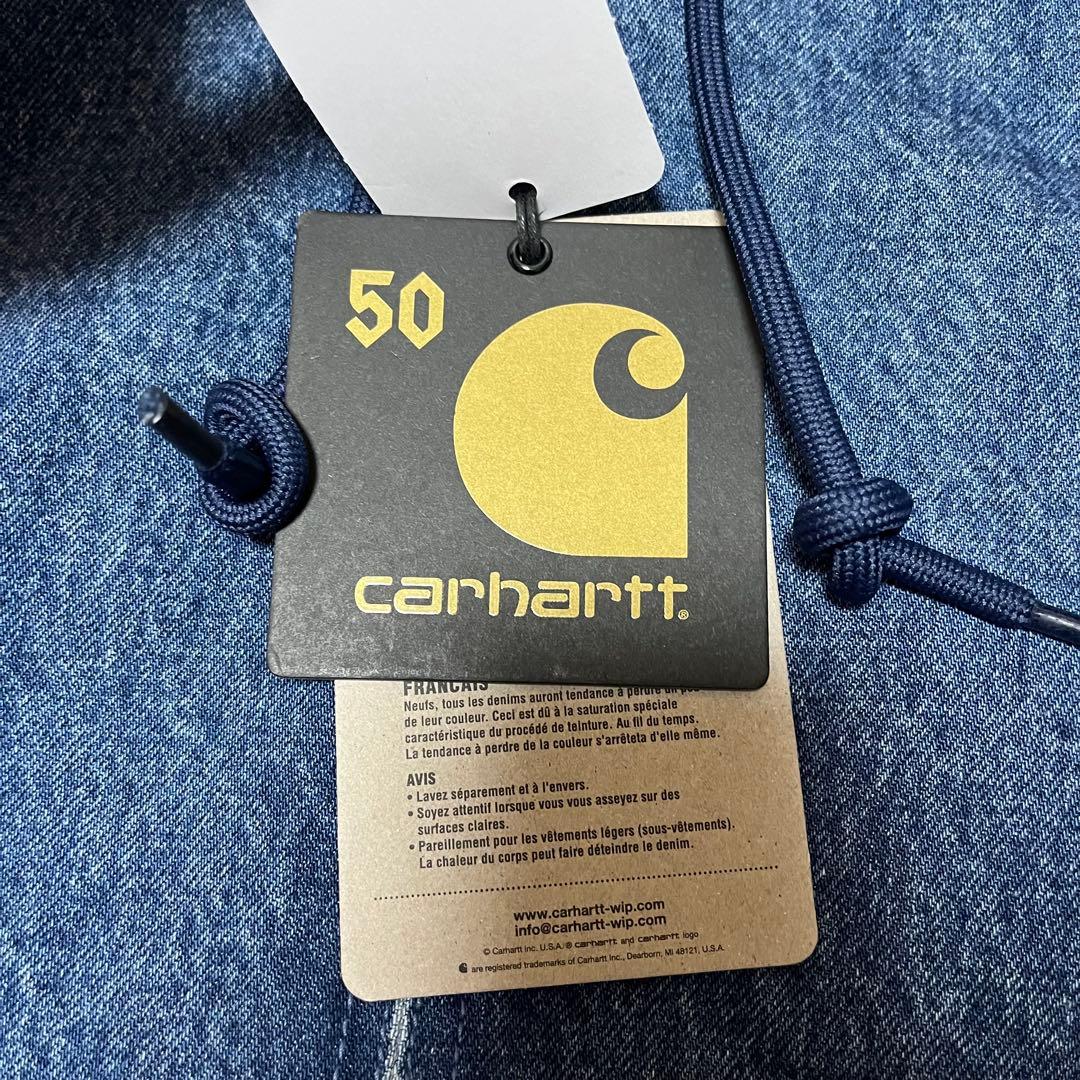 50
carhartt®
FRANCAIS
Neufs, tous les denims auront tendance à perdre un
de leur couleur. Ceci est dû à la saturation spéciale
caractéristique du procédé de teinture. Au fil du temps.
La tendance à perdre de la couleur s'arrêteta d'elle même.
AVIS
• Lavez séparement et à l'envers.
• Soyez attentif lorsque vous vous asseyez sur des
surfaces claires.
• Pareillement pour les vêtements légers (sous-vêtements).
La chaleur du corps peut faire déteindre le denim.
www.carhartt-wip.com
info@carhartt-wip.com
© Carhartt Inc. U.S.A. ® carhartt and carhartt logo
are registered trademarks of Carhartt Inc., Dearborn, MI 48121, U.S.A.